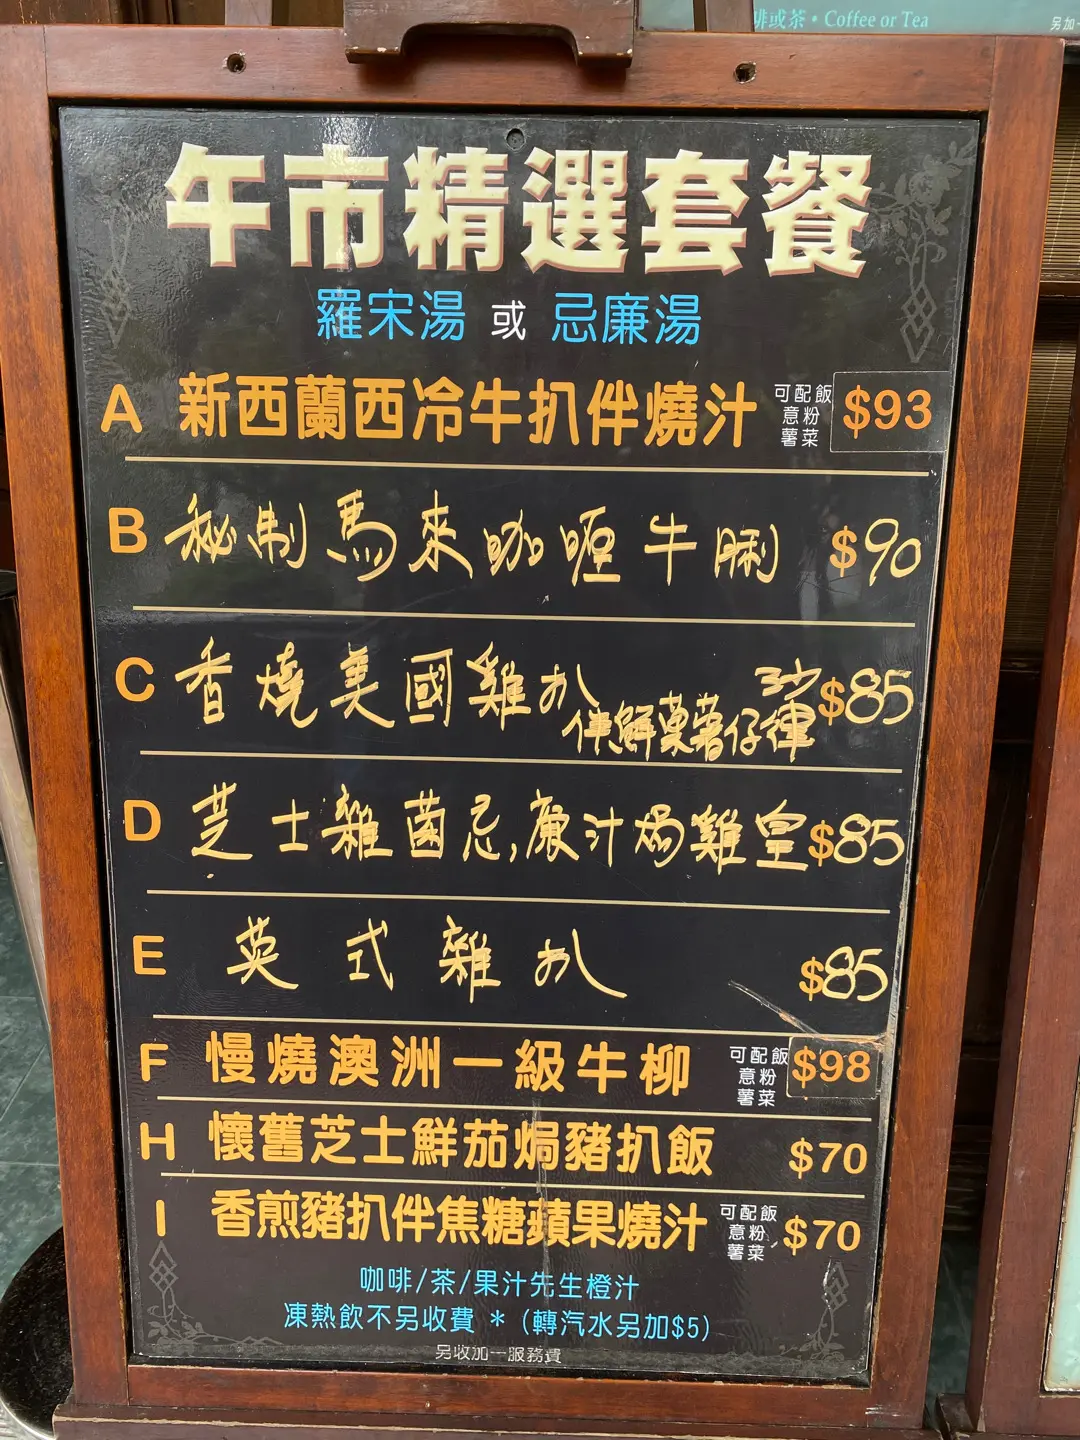 啡或茶・Coffee or Tea
另加
午市精選套餐
羅宋湯 或 忌廉湯
A 新西蘭西冷牛扒伴燒汁 可配飯 意粉 薯菜 $93
B 秘制馬來咖喱牛脷 $90
C 香燒美國雞扒 $85
伴鮮菓薯仔
D 芝士雜菌忌廉汁焗雞皇 $85
E 英式雜扒 $85
F 慢燒澳洲一級牛柳 可配飯 意粉 薯菜 $98
H 懷舊芝士鮮茄焗豬扒飯 $70
I 香煎豬扒伴焦糖蘋果燒汁 可配飯 意粉 薯菜 $70
咖啡/茶/果汁先生橙汁
凍熱飲不另收費 * (轉汽水另加$5)
另收加一服務費